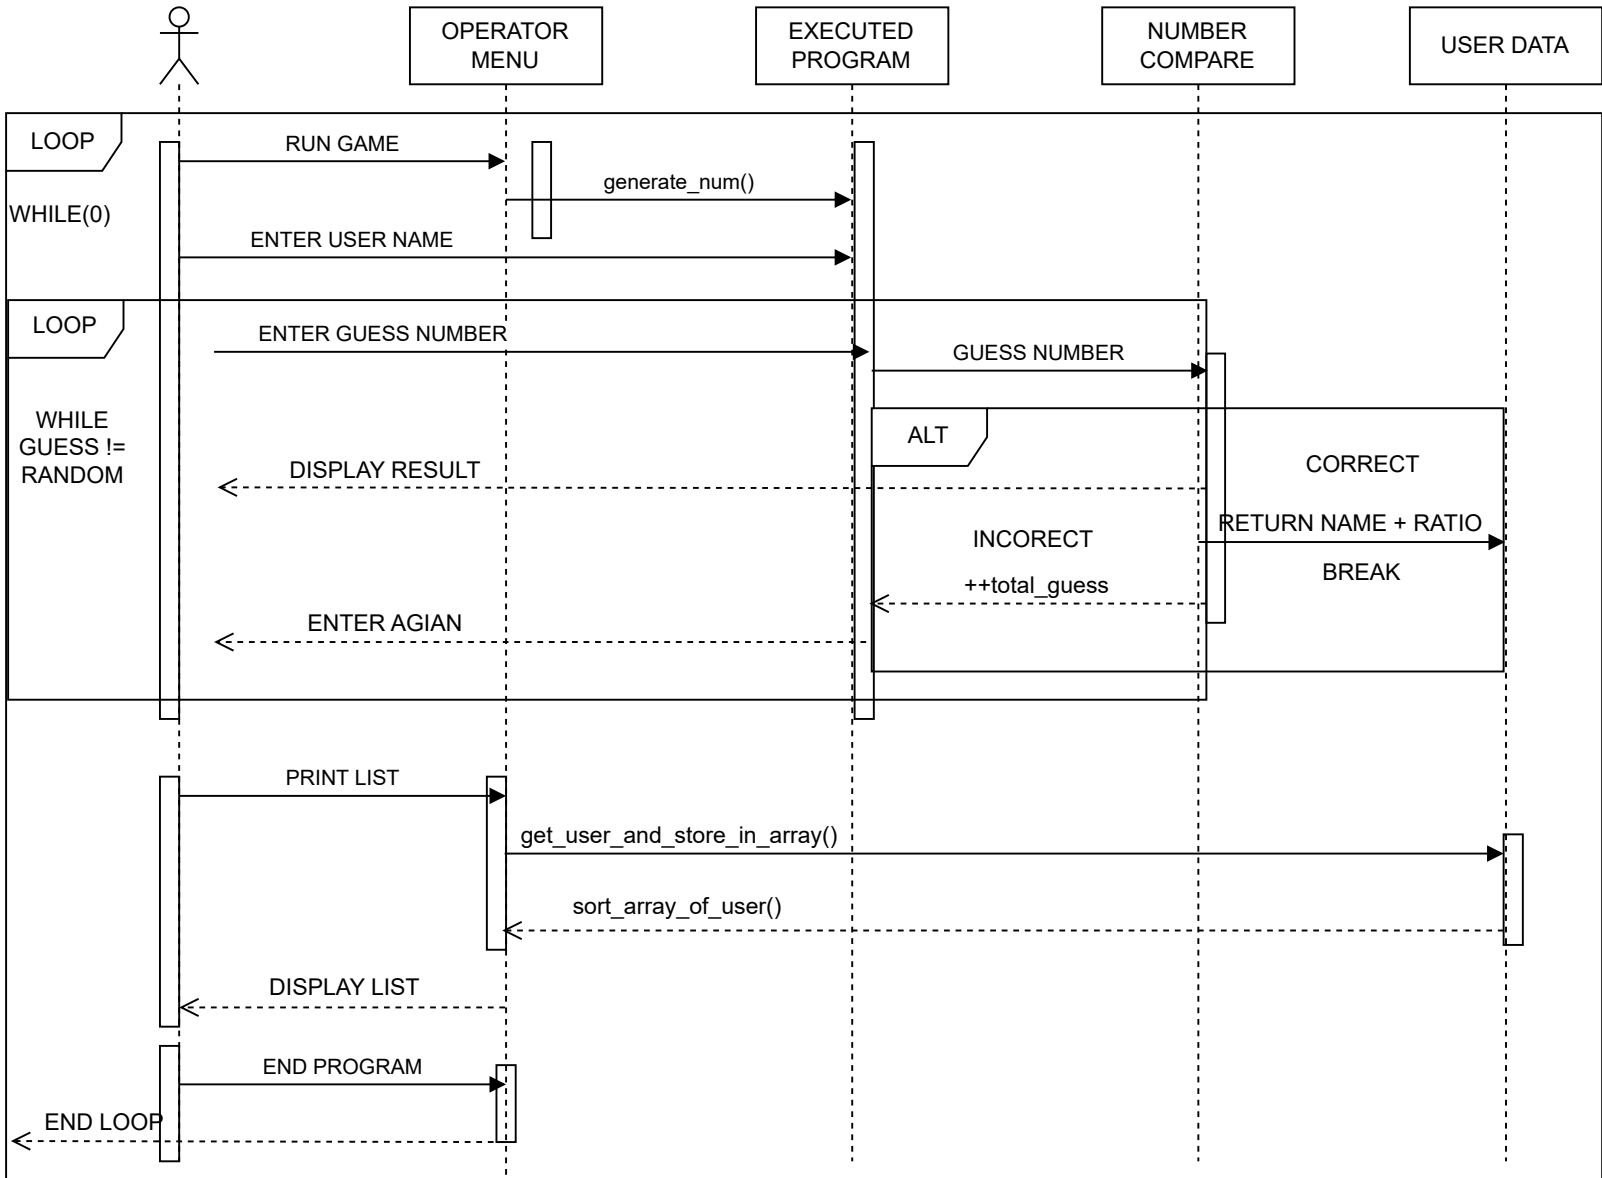 OPERATOR
MENU
EXECUTED
PROGRAM
NUMBER
COMPARE
USER DATA
LOOP
RUN GAME
generate_num()
WHILE(0)
ENTER USER NAME
LOOP
ENTER GUESS NUMBER
GUESS NUMBER
WHILE
GUESS !=
RANDOM
ALT
CORRECT
DISPLAY RESULT
RETURN NAME + RATIO
INCORECT
BREAK
++total_guess
ENTER AGIAN
PRINT LIST
get_user_and_store_in_array()
sort_array_of_user()
DISPLAY LIST
END PROGRAM
END LOOP